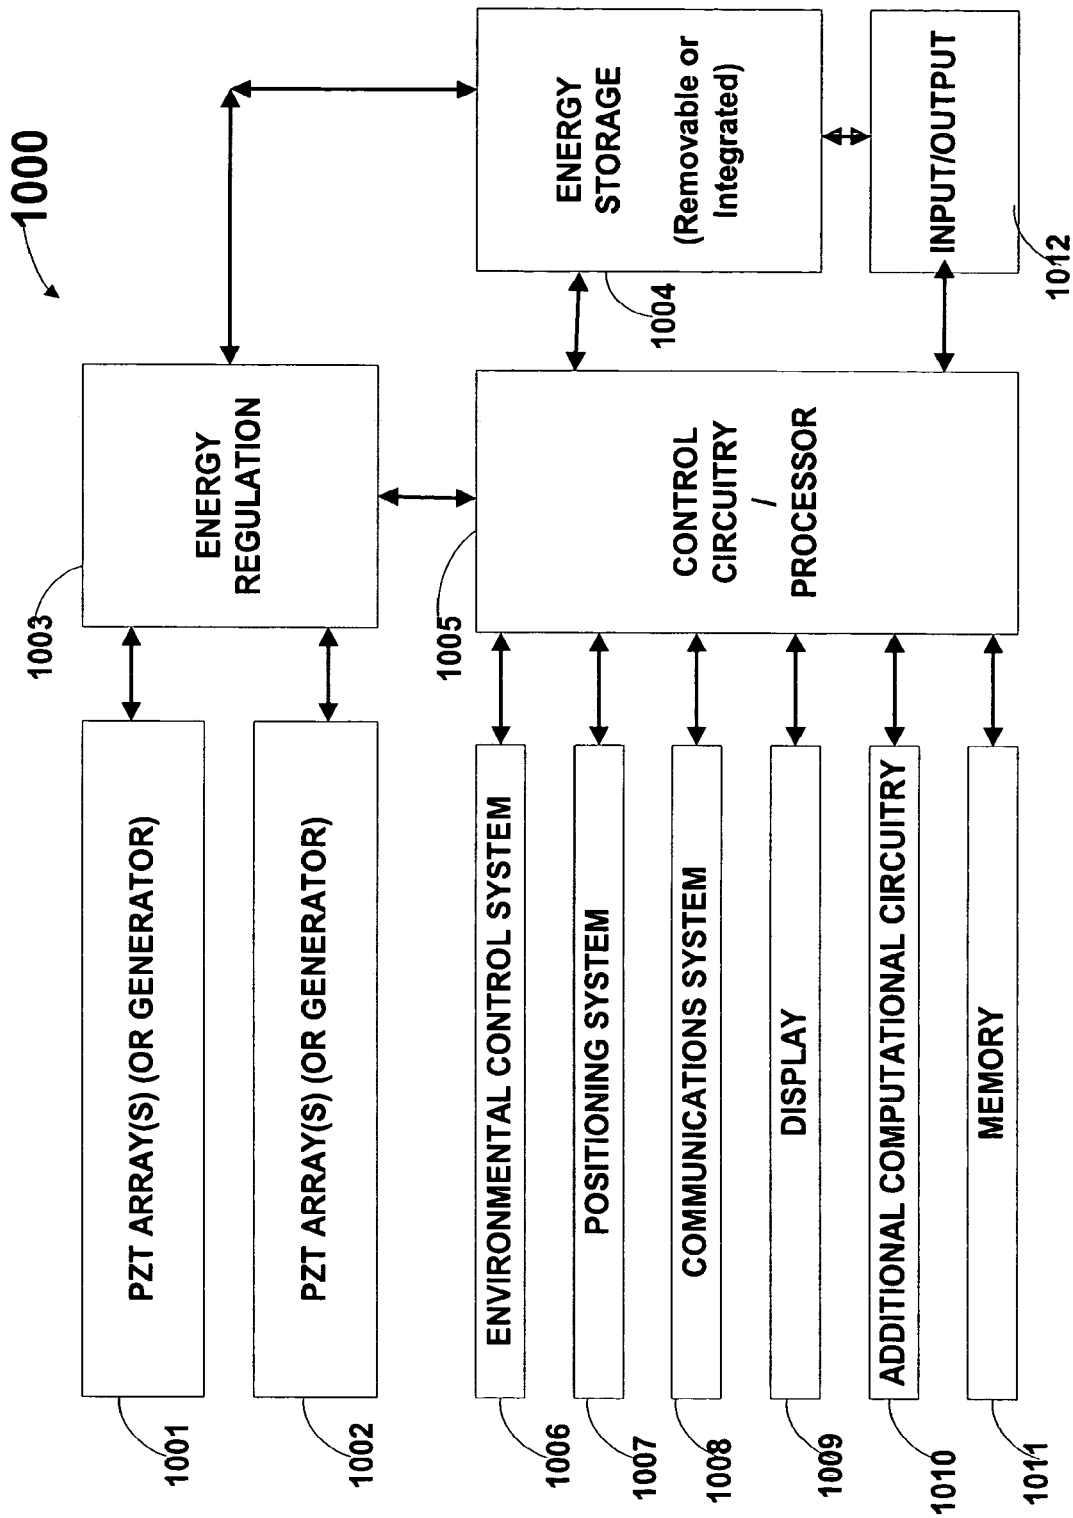 1000
PZT ARRAY(S) (OR GENERATOR)
1001
PZT ARRAY(S) (OR GENERATOR)
1002
ENERGY
REGULATION
1003
ENERGY
STORAGE
(Removable or
Integrated)
1004
CONTROL
CIRCUITRY
/
PROCESSOR
1005
INPUT/OUTPUT
1012
ENVIRONMENTAL CONTROL SYSTEM
1006
POSITIONING SYSTEM
1007
COMMUNICATIONS SYSTEM
1008
DISPLAY
1009
ADDITIONAL COMPUTATIONAL CIRCUITRY
1010
MEMORY
1011